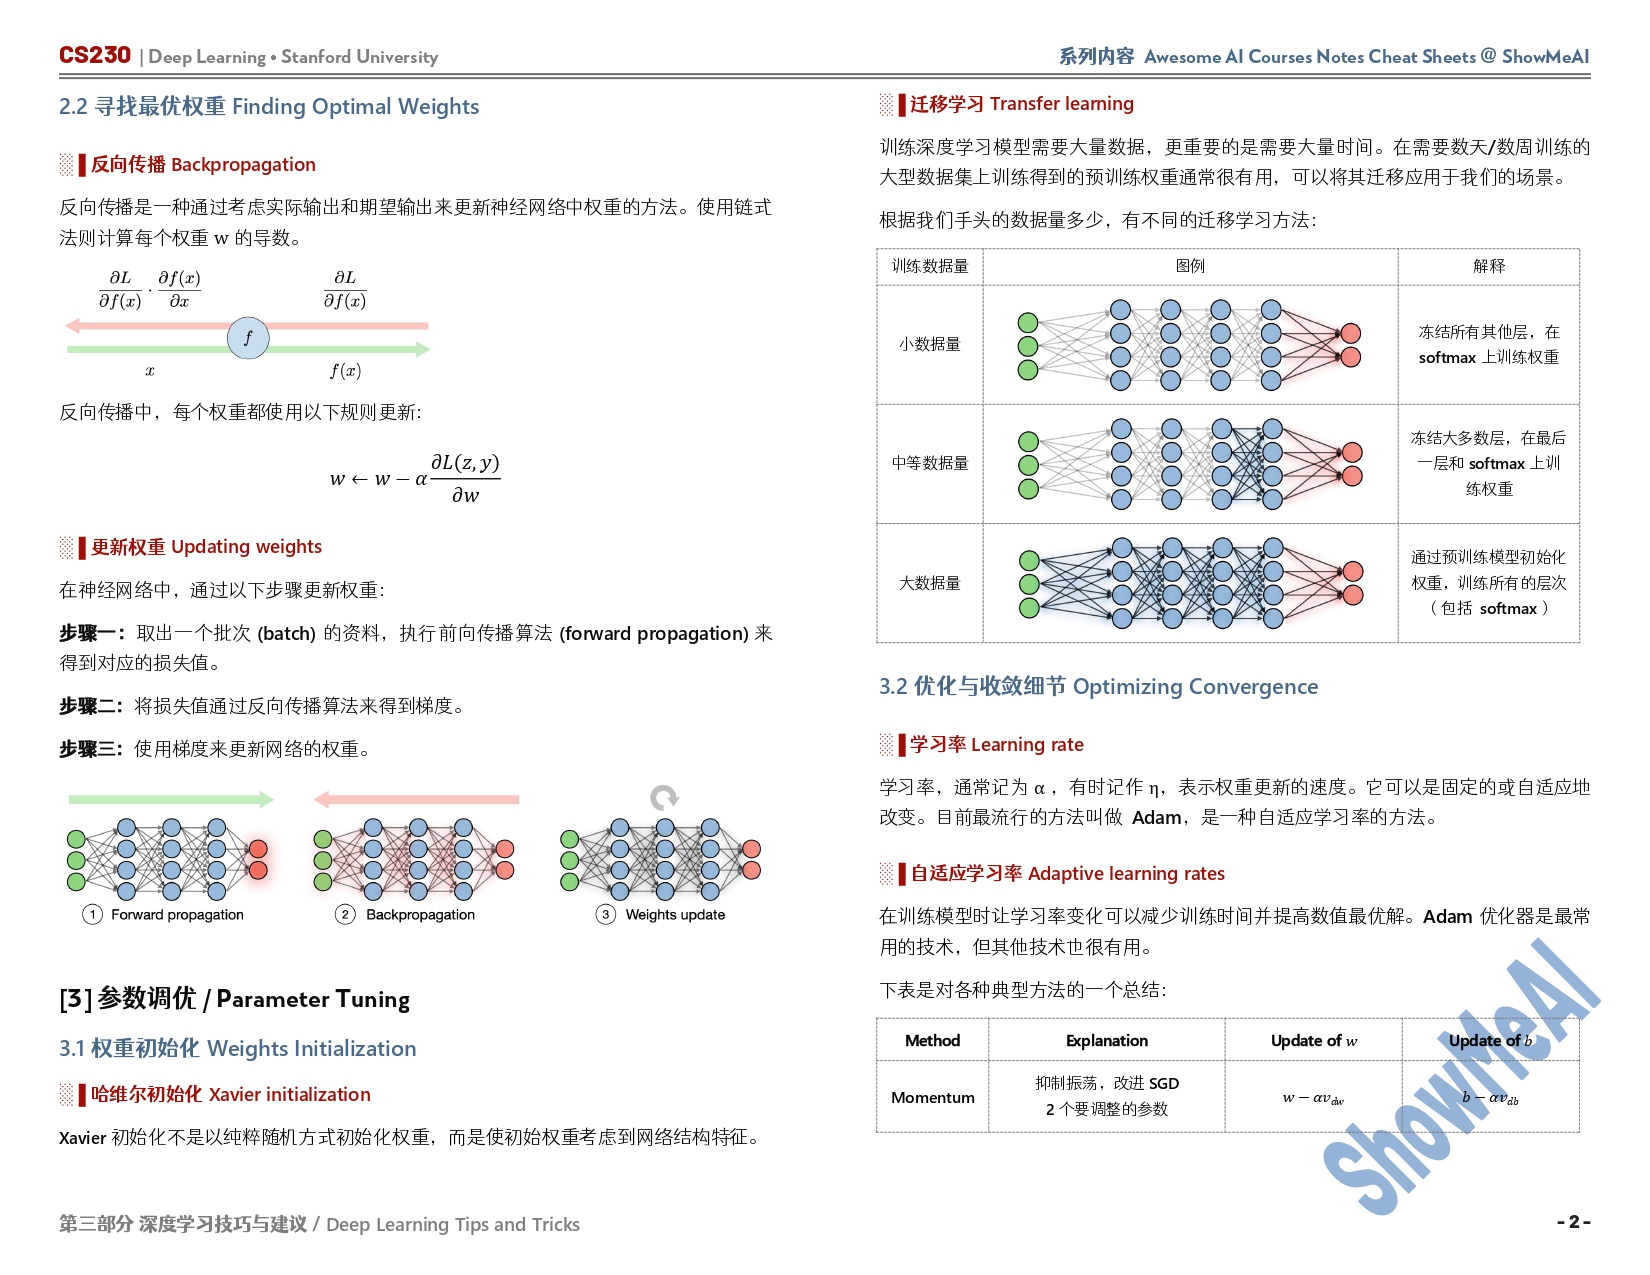 CS230 | Deep Learning • Stanford University
系列内容 Awesome AI Courses Notes Cheat Sheets @ ShowMeAI
2.2 寻找最优权重 Finding Optimal Weights
反向传播 Backpropagation
反向传播是一种通过考虑实际输出和期望输出来更新神经网络中权重的方法。使用链式
法则计算每个权重 w 的导数。
∂L/∂f(x) · ∂f(x)/∂x
∂L/∂f(x)
f
x
f(x)
反向传播中，每个权重都使用以下规则更新:
w ← w − α ∂L(z, y)/∂w
更新权重 Updating weights
在神经网络中，通过以下步骤更新权重:
步骤一：取出一个批次 (batch) 的资料，执行前向传播算法 (forward propagation) 来
得到对应的损失值。
步骤二：将损失值通过反向传播算法来得到梯度。
步骤三：使用梯度来更新网络的权重。
1 Forward propagation
2 Backpropagation
3 Weights update
[3] 参数调优 / Parameter Tuning
3.1 权重初始化 Weights Initialization
哈维尔初始化 Xavier initialization
Xavier 初始化不是以纯粹随机方式初始化权重，而是使初始权重考虑到网络结构特征。
迁移学习 Transfer learning
训练深度学习模型需要大量数据，更重要的是需要大量时间。在需要数天/数周训练的
大型数据集上训练得到的预训练权重通常很有用，可以将其迁移应用于我们的场景。
根据我们手头的数据量多少，有不同的迁移学习方法:
训练数据量 图例 解释
小数据量
冻结所有其他层，在
softmax 上训练权重
中等数据量
冻结大多数层，在最后
一层和 softmax 上训
练权重
大数据量
通过预训练模型初始化
权重，训练所有的层次
（包括 softmax ）
3.2 优化与收敛细节 Optimizing Convergence
学习率 Learning rate
学习率，通常记为 α ，有时记作 η，表示权重更新的速度。它可以是固定的或自适应地
改变。目前最流行的方法叫做 Adam，是一种自适应学习率的方法。
自适应学习率 Adaptive learning rates
在训练模型时让学习率变化可以减少训练时间并提高数值最优解。Adam 优化器是最常
用的技术，但其他技术也很有用。
下表是对各种典型方法的一个总结:
Method Explanation Update of w Update of b
Momentum
抑制振荡，改进 SGD
2 个要调整的参数
w − αv_dw
b − αv_db
ShowMeAI
第三部分 深度学习技巧与建议 / Deep Learning Tips and Tricks
- 2 -